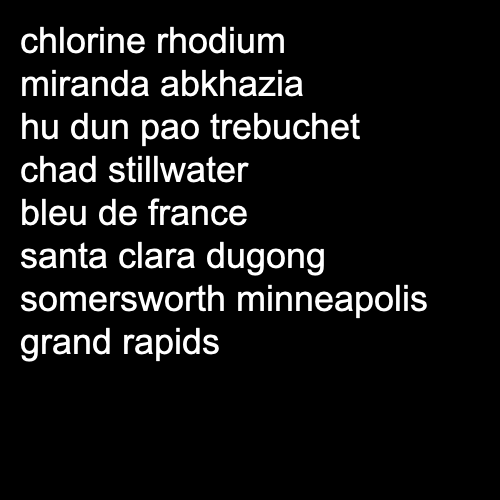 chlorine rhodium
miranda abkhazia
hu dun pao trebuchet
chad stillwater
bleu de france
santa clara dugong
somersworth minneapolis
grand rapids